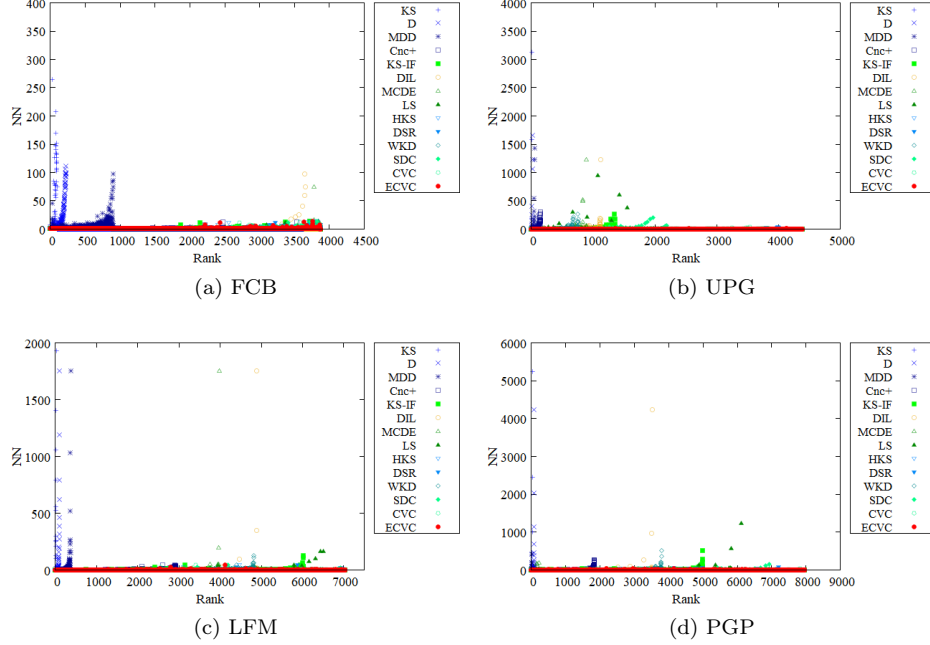 400
350
300
250
200
150
100
50
0
NN
0 500 1000 1500 2000 2500 3000 3500 4000 4500
Rank
KS
D
MDD
Cnc+
KS-IF
DIL
MCDE
LS
HKS
DSR
WKD
SDC
CVC
ECVC
(a) FCB
4000
3500
3000
2500
2000
1500
1000
500
0
NN
0 1000 2000 3000 4000 5000
Rank
KS
D
MDD
Cnc+
KS-IF
DIL
MCDE
LS
HKS
DSR
WKD
SDC
CVC
ECVC
(b) UPG
2000
1500
1000
500
0
NN
0 1000 2000 3000 4000 5000 6000 7000
Rank
KS
D
MDD
Cnc+
KS-IF
DIL
MCDE
LS
HKS
DSR
WKD
SDC
CVC
ECVC
(c) LFM
6000
5000
4000
3000
2000
1000
0
NN
0 1000 2000 3000 4000 5000 6000 7000 8000 9000
Rank
KS
D
MDD
Cnc+
KS-IF
DIL
MCDE
LS
HKS
DSR
WKD
SDC
CVC
ECVC
(d) PGP